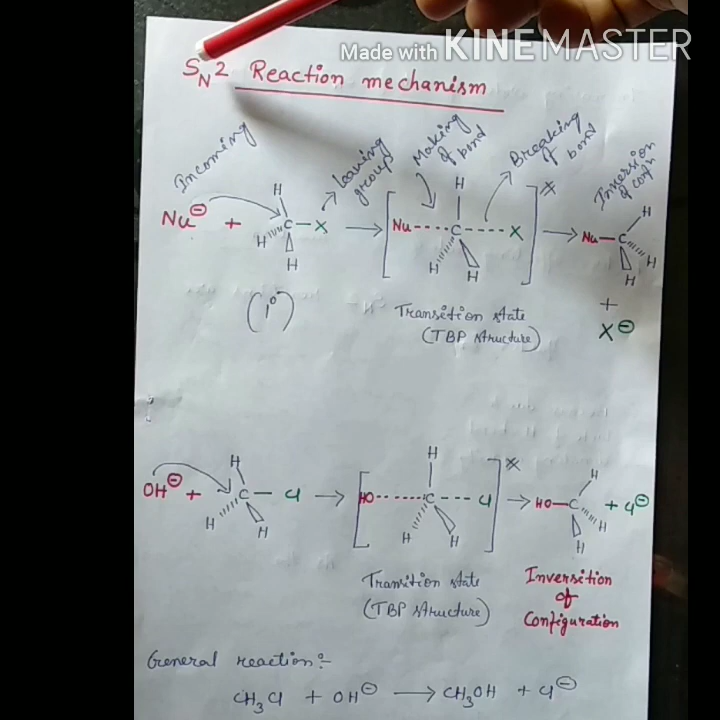 Made with KINEMASTER
SN2 Reaction mechanism
Incoming
Leaving group
Making of bond
Breaking of bond
Inversion of confn
Nu⊖ + H H H C — X → [Nu---- C ---- X H H H]* → Nu — C H H H
(1°)
Transition state
(TBP structure)
+
X⊖
OH⊖ + H H H C — Cl → [HO---- C ---- Cl H H H]* → HO — C H H H + Cl⊖
Transition state
(TBP structure)
Inversition
of
Configuration
General reaction:-
CH3Cl + OH⊖ → CH3OH + Cl⊖